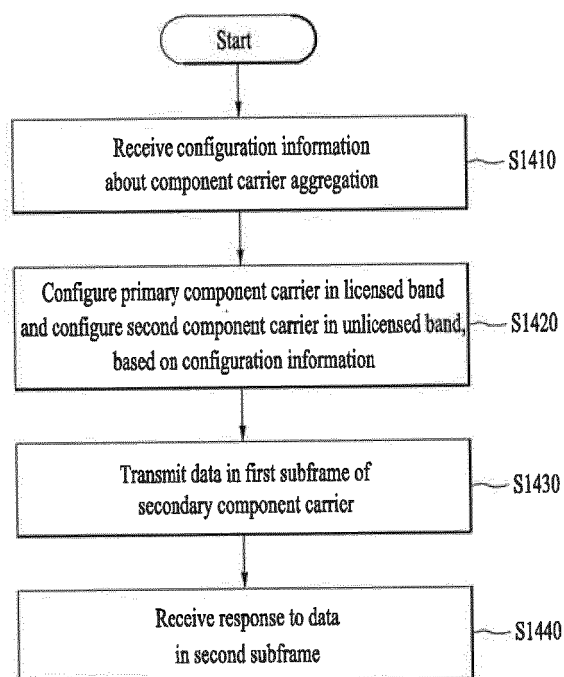 Start
Receive configuration information
about component carrier aggregation
S1410
Configure primary component carrier in licensed band
and configure second component carrier in unlicensed band,
based on configuration information
S1420
Transmit data in first subframe of
secondary component carrier
S1430
Receive response to data
in second subframe
S1440